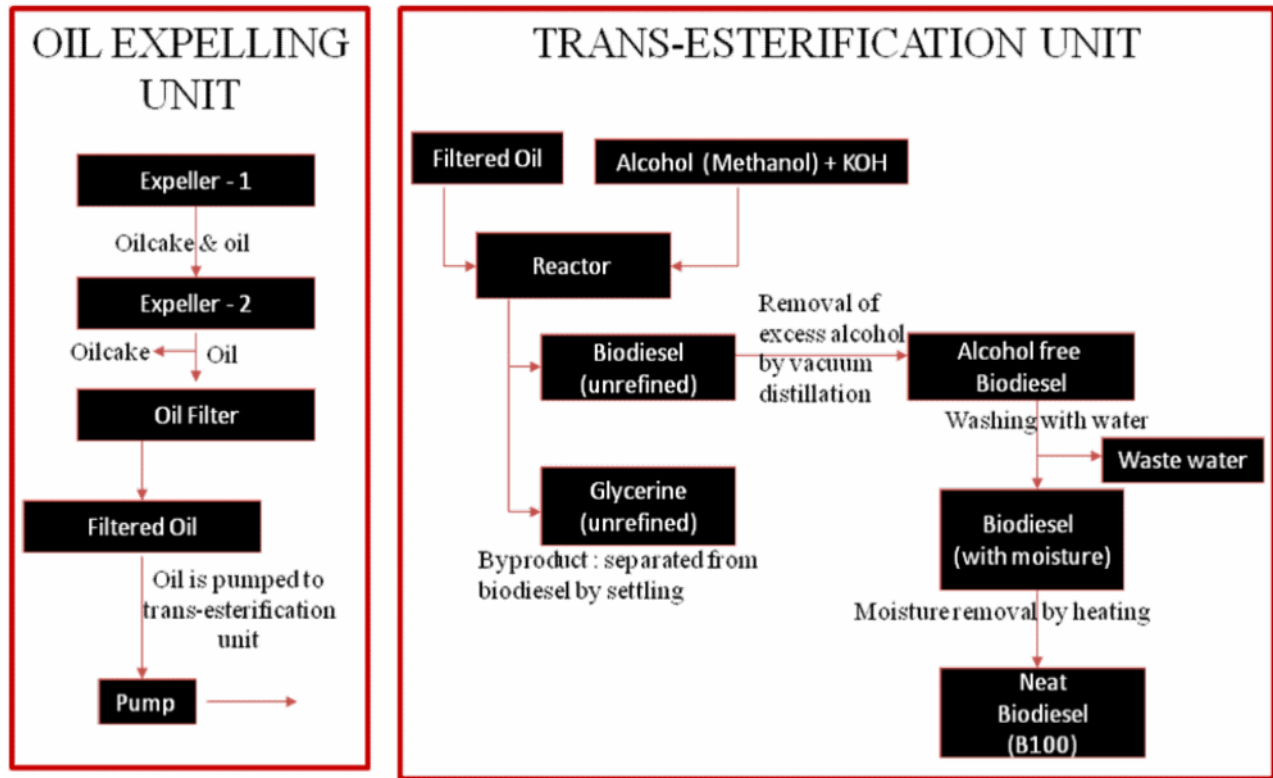 OIL EXPELLING
UNIT
Expeller - 1
Oilcake & oil
Expeller - 2
Oilcake
Oil
Oil Filter
Filtered Oil
Oil is pumped to
trans-esterification
unit
Pump
TRANS-ESTERIFICATION UNIT
Filtered Oil
Alcohol (Methanol) + KOH
Reactor
Biodiesel
(unrefined)
Removal of
excess alcohol
by vacuum
distillation
Alcohol free
Biodiesel
Washing with water
Waste water
Glycerine
(unrefined)
Byproduct : separated from
biodiesel by settling
Biodiesel
(with moisture)
Moisture removal by heating
Neat
Biodiesel
(B100)